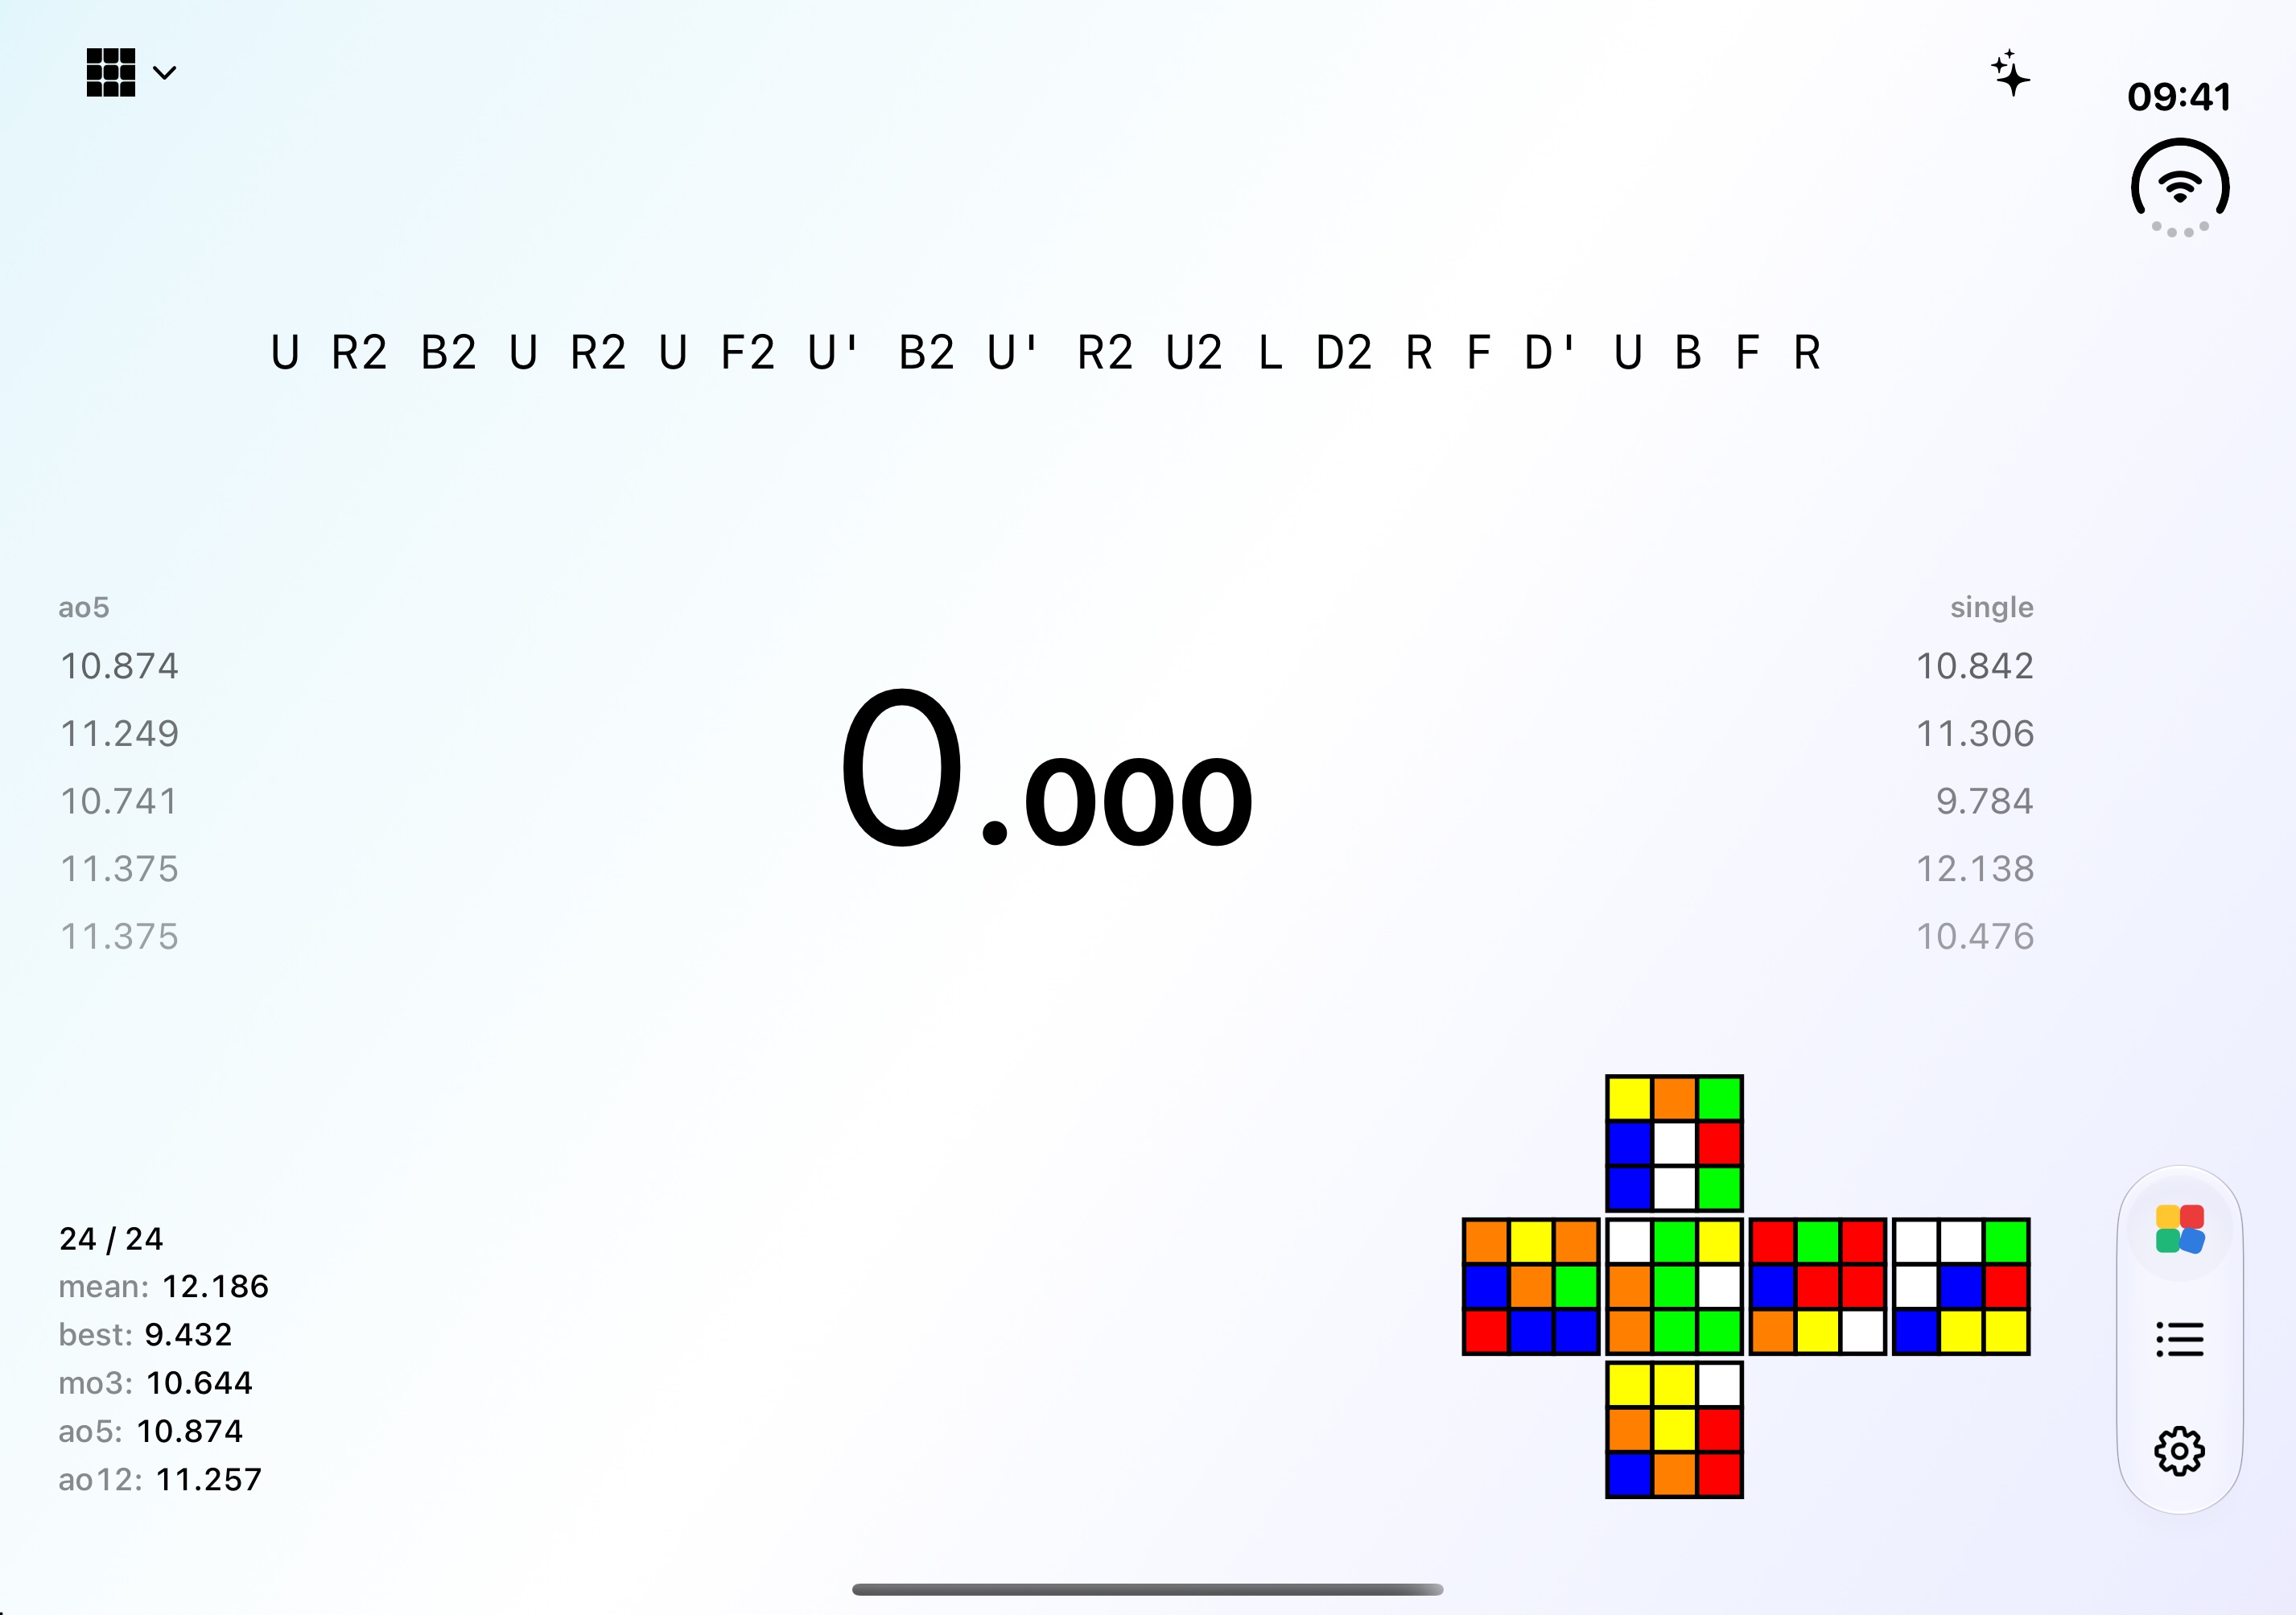 09:41
U R2 B2 U R2 U F2 U' B2 U' R2 U2 L D2 R F D' U B F R
ao5
10.874
11.249
10.741
11.375
11.375
0.000
single
10.842
11.306
9.784
12.138
10.476
24 / 24
mean: 12.186
best: 9.432
mo3: 10.644
ao5: 10.874
ao12: 11.257